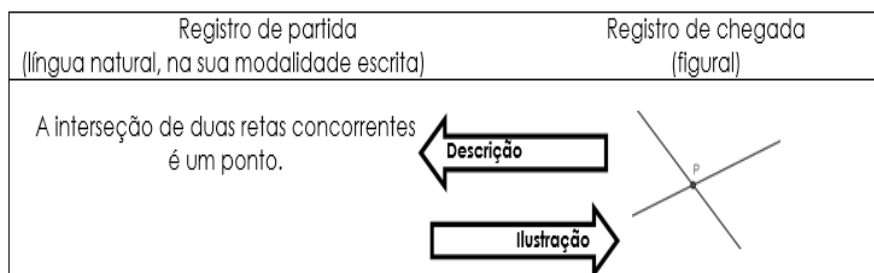 Registro de partida
(língua natural, na sua modalidade escrita)
Registro de chegada
(figural)
A interseção de duas retas concorrentes
é um ponto.
Descrição
P
Ilustração